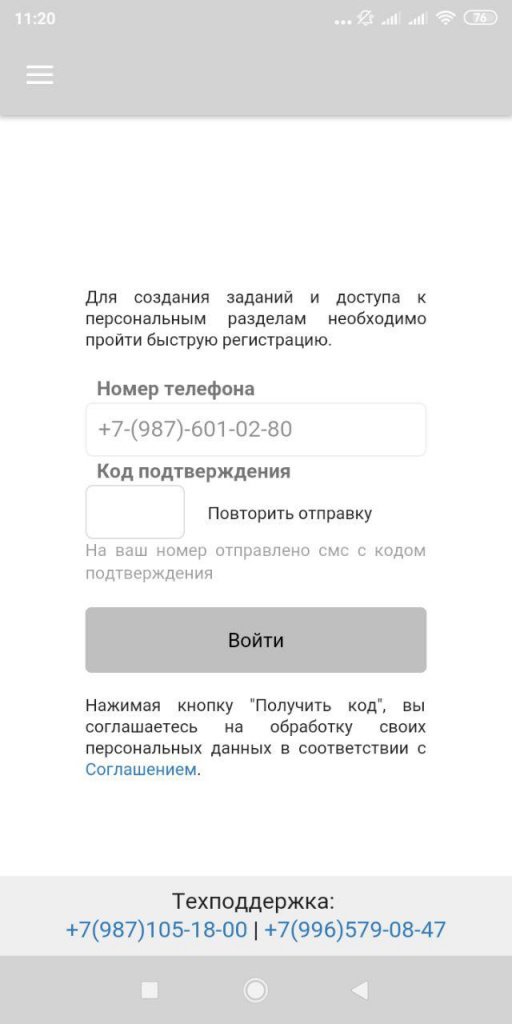 11:20
76
Для создания заданий и доступа к
персональным разделам необходимо
пройти быструю регистрацию.
Номер телефона
+7-(987)-601-02-80
Код подтверждения
Повторить отправку
На ваш номер отправлено смс с кодом
подтверждения
Войти
Нажимая кнопку "Получить код", вы
соглашаетесь на обработку своих
персональных данных в соответствии с
Соглашением.
Техподдержка:
+7(987)105-18-00 | +7(996)579-08-47